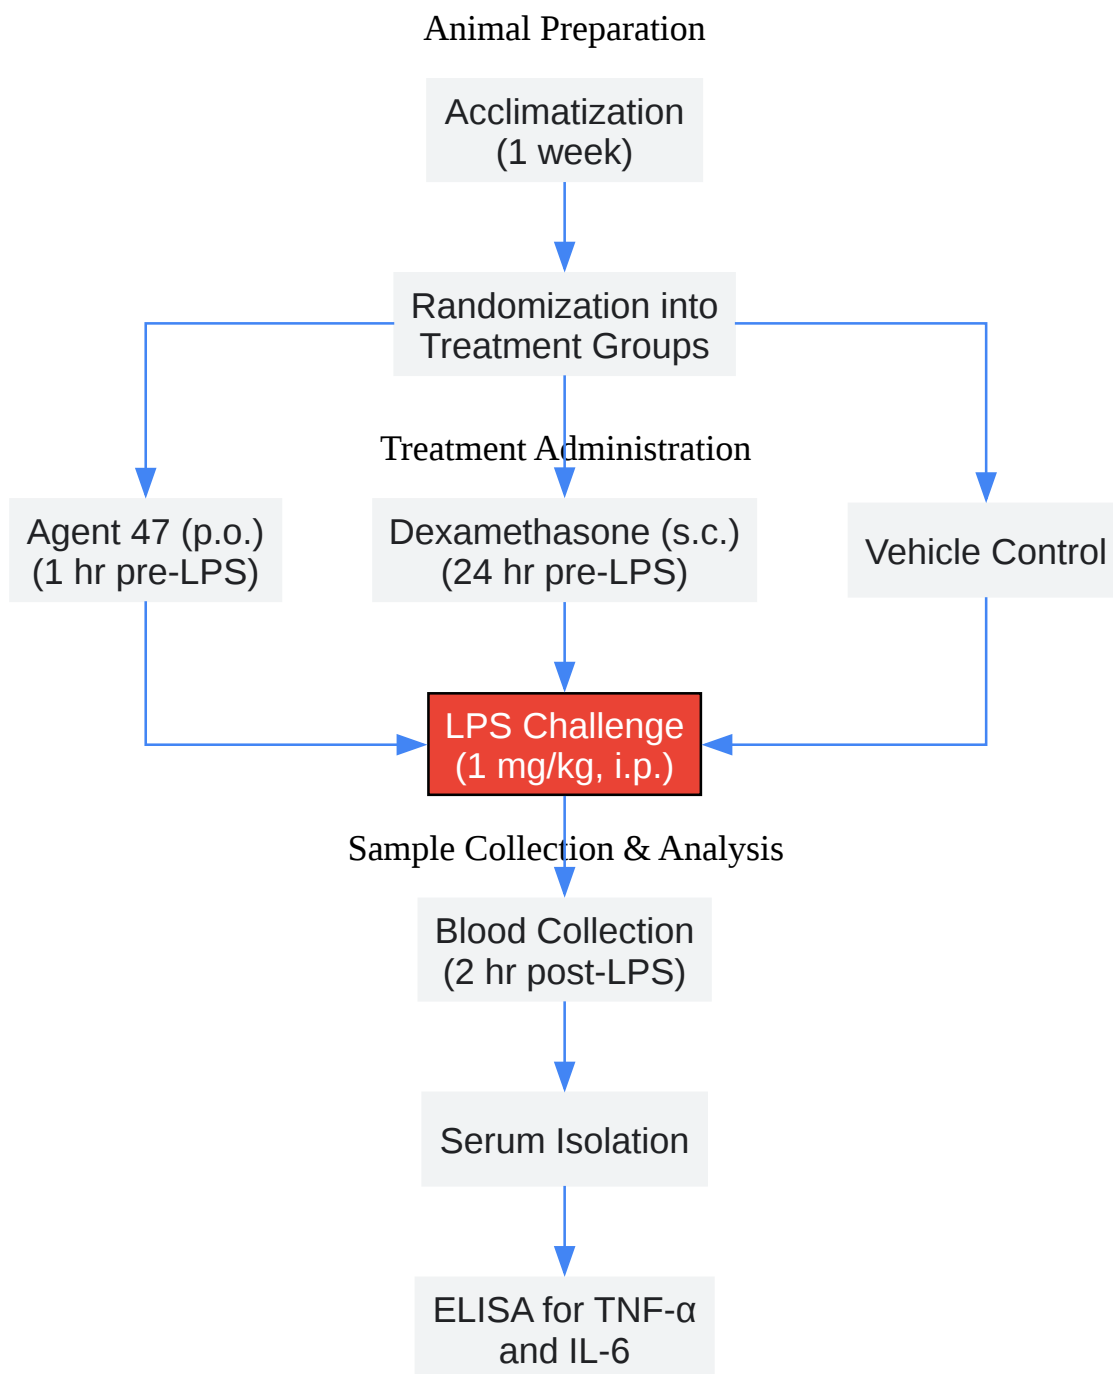 Animal Preparation
Acclimatization
(1 week)
Randomization into
Treatment Groups
Treatment Administration
Agent 47 (p.o.)
(1 hr pre-LPS)
Dexamethasone (s.c.)
(24 hr pre-LPS)
Vehicle Control
LPS Challenge
(1 mg/kg, i.p.)
Sample Collection & Analysis
Blood Collection
(2 hr post-LPS)
Serum Isolation
ELISA for TNF-α
and IL-6